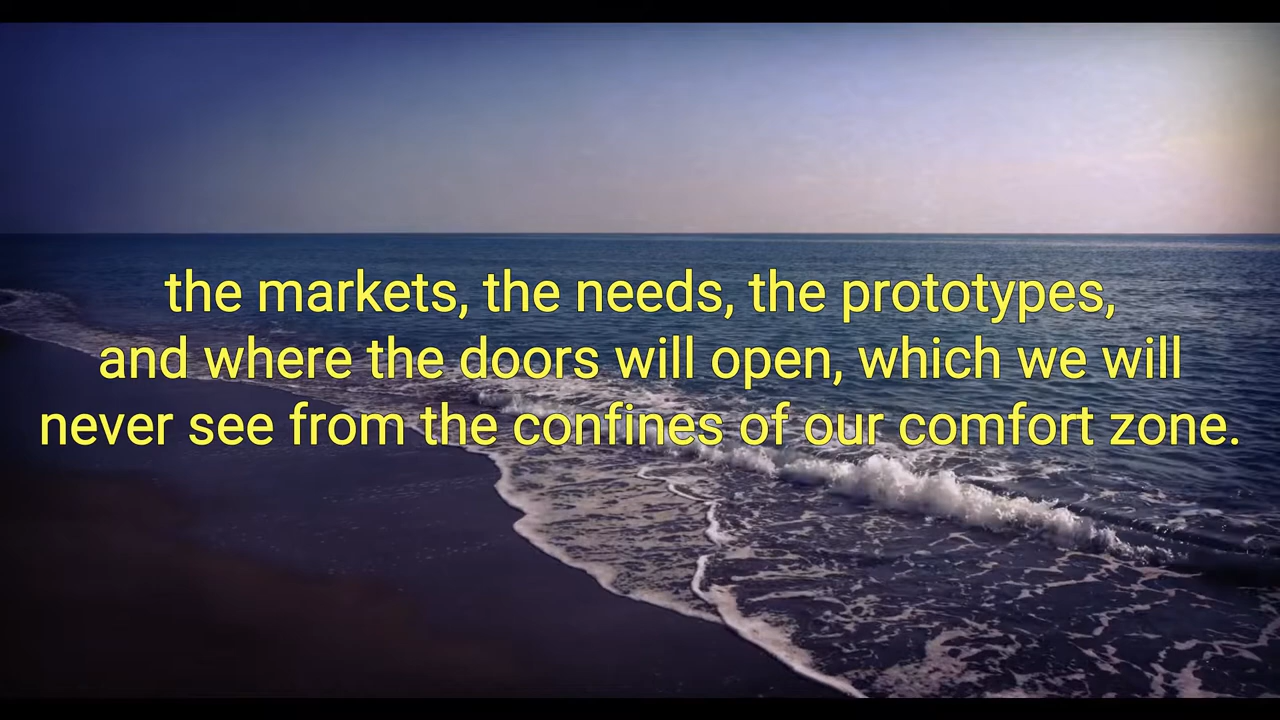 the markets, the needs, the prototypes,
and where the doors will open, which we will
never see from the confines of our comfort zone.